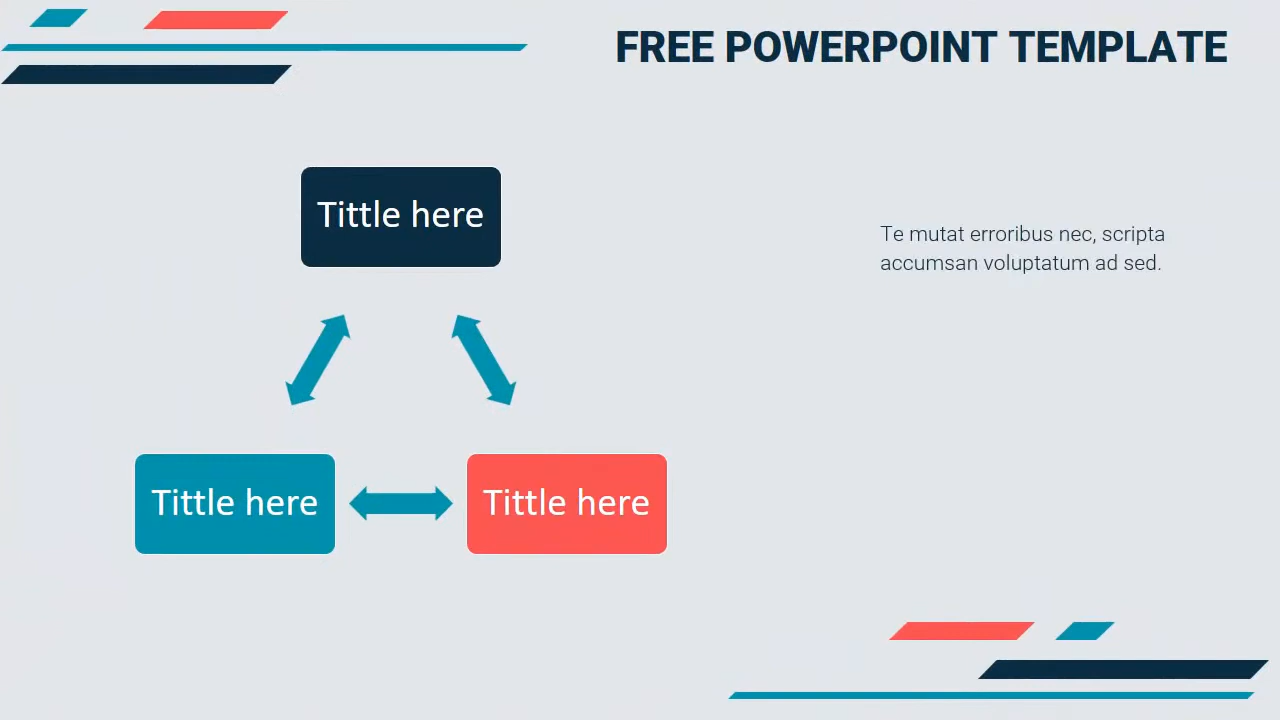 FREE POWERPOINT TEMPLATE
Tittle here
Te mutat erroribus nec, scripta
accumsan voluptatum ad sed.
Tittle here
Tittle here